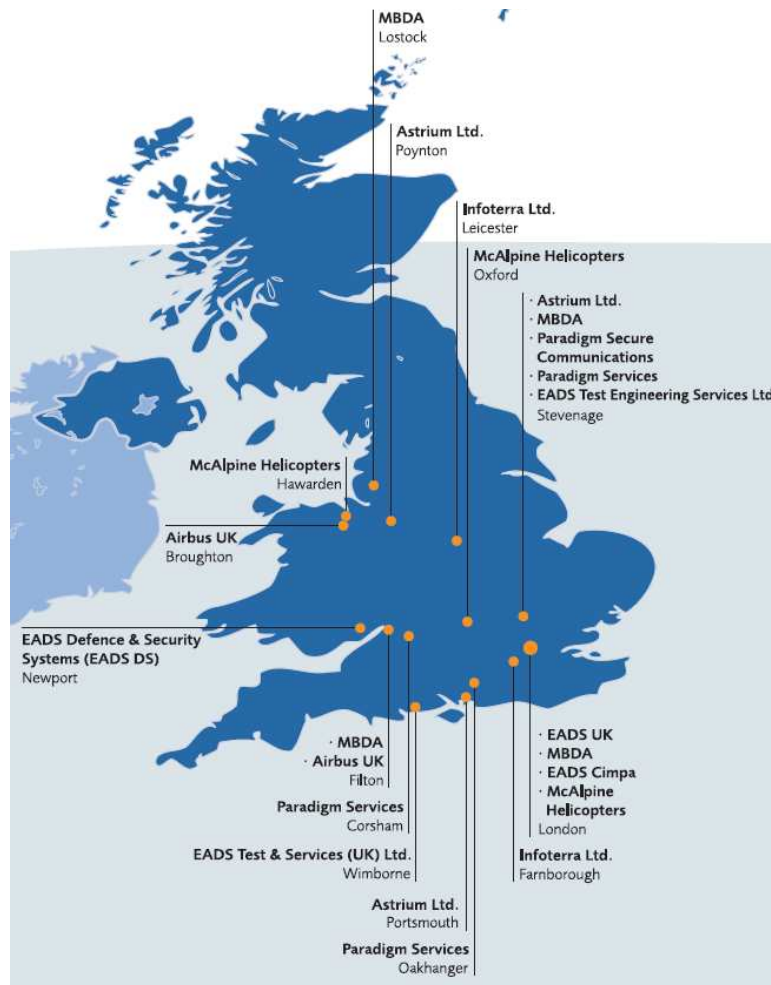 MBDA
Lostock
Astrium Ltd.
Poynton
Infoterra Ltd.
Leicester
McAlpine Helicopters
Oxford
· Astrium Ltd.
· MBDA
· Paradigm Secure
Communications
· Paradigm Services
· EADS Test Engineering Services Ltd
Stevenage
McAlpine Helicopters
Hawarden
Airbus UK
Broughton
EADS Defence & Security
Systems (EADS DS)
Newport
· MBDA
· Airbus UK
Filton
Paradigm Services
Corsham
EADS Test & Services (UK) Ltd.
Wimborne
Astrium Ltd.
Portsmouth
Paradigm Services
Oakhanger
· EADS UK
· MBDA
· EADS Cimpa
· McAlpine
Helicopters
London
Infoterra Ltd.
Farnborough